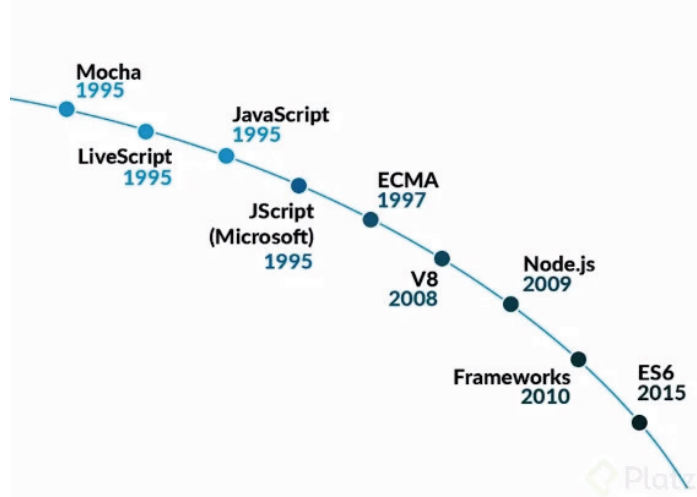 Mocha
1995
LiveScript
1995
JavaScript
1995
JScript
(Microsoft)
1995
ECMA
1997
V8
2008
Node.js
2009
Frameworks
2010
ES6
2015
Platz